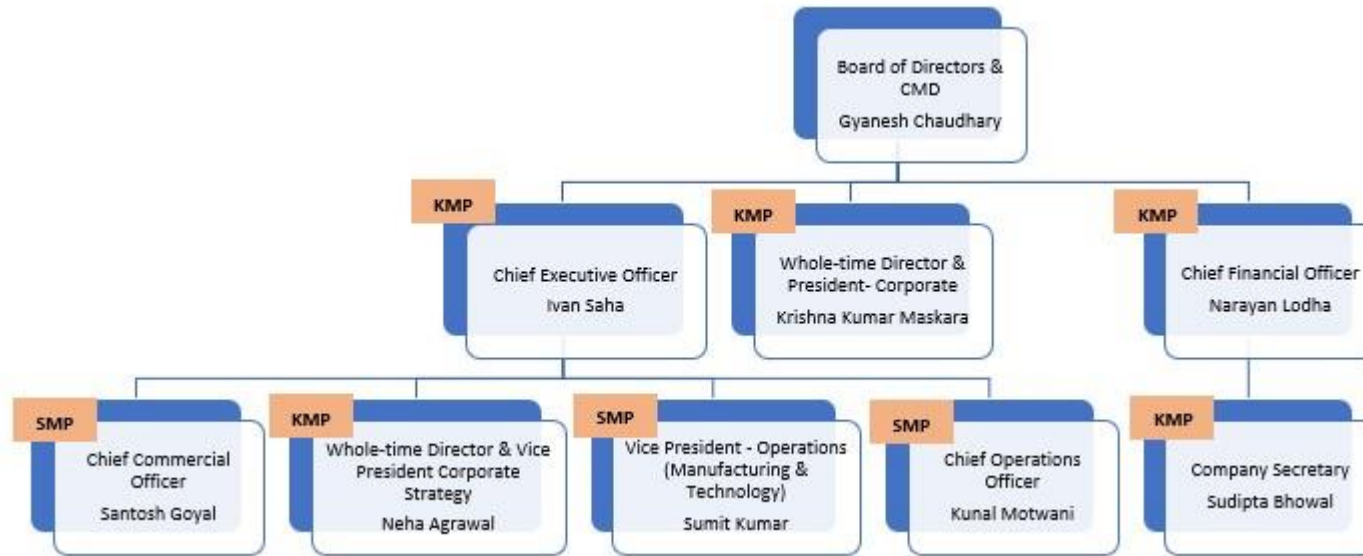 Board of Directors &
CMD
Gyanesh Chaudhary
KMP
Chief Executive Officer
Ivan Saha
KMP
Whole-time Director &
President- Corporate
Krishna Kumar Maskara
KMP
Chief Financial Officer
Narayan Lodha
SMP
Chief Commercial
Officer
Santosh Goyal
KMP
Whole-time Director & Vice
President Corporate
Strategy
Neha Agrawal
SMP
Vice President - Operations
(Manufacturing &
Technology)
Sumit Kumar
SMP
Chief Operations
Officer
Kunal Motwani
KMP
Company Secretary
Sudipta Bhowal